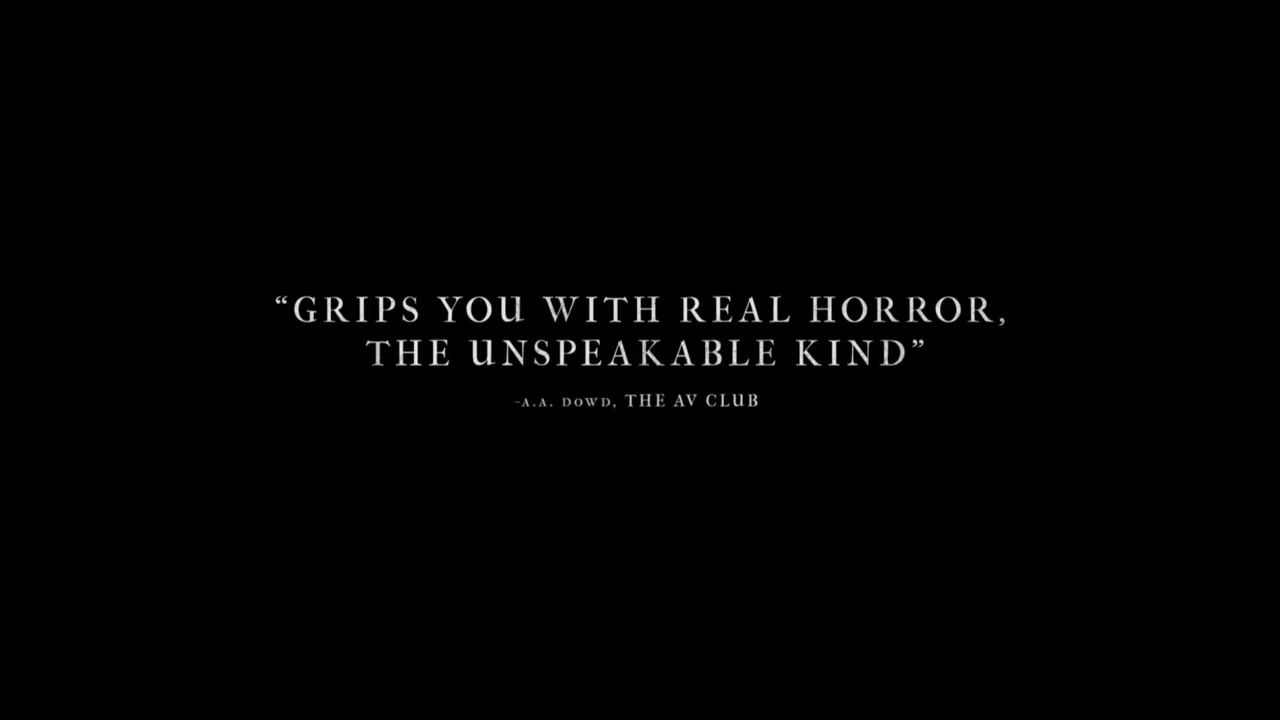 “GRIPS YOU WITH REAL HORROR,
THE UNSPEAKABLE KIND”
–A.A. DOWD, THE AV CLUB